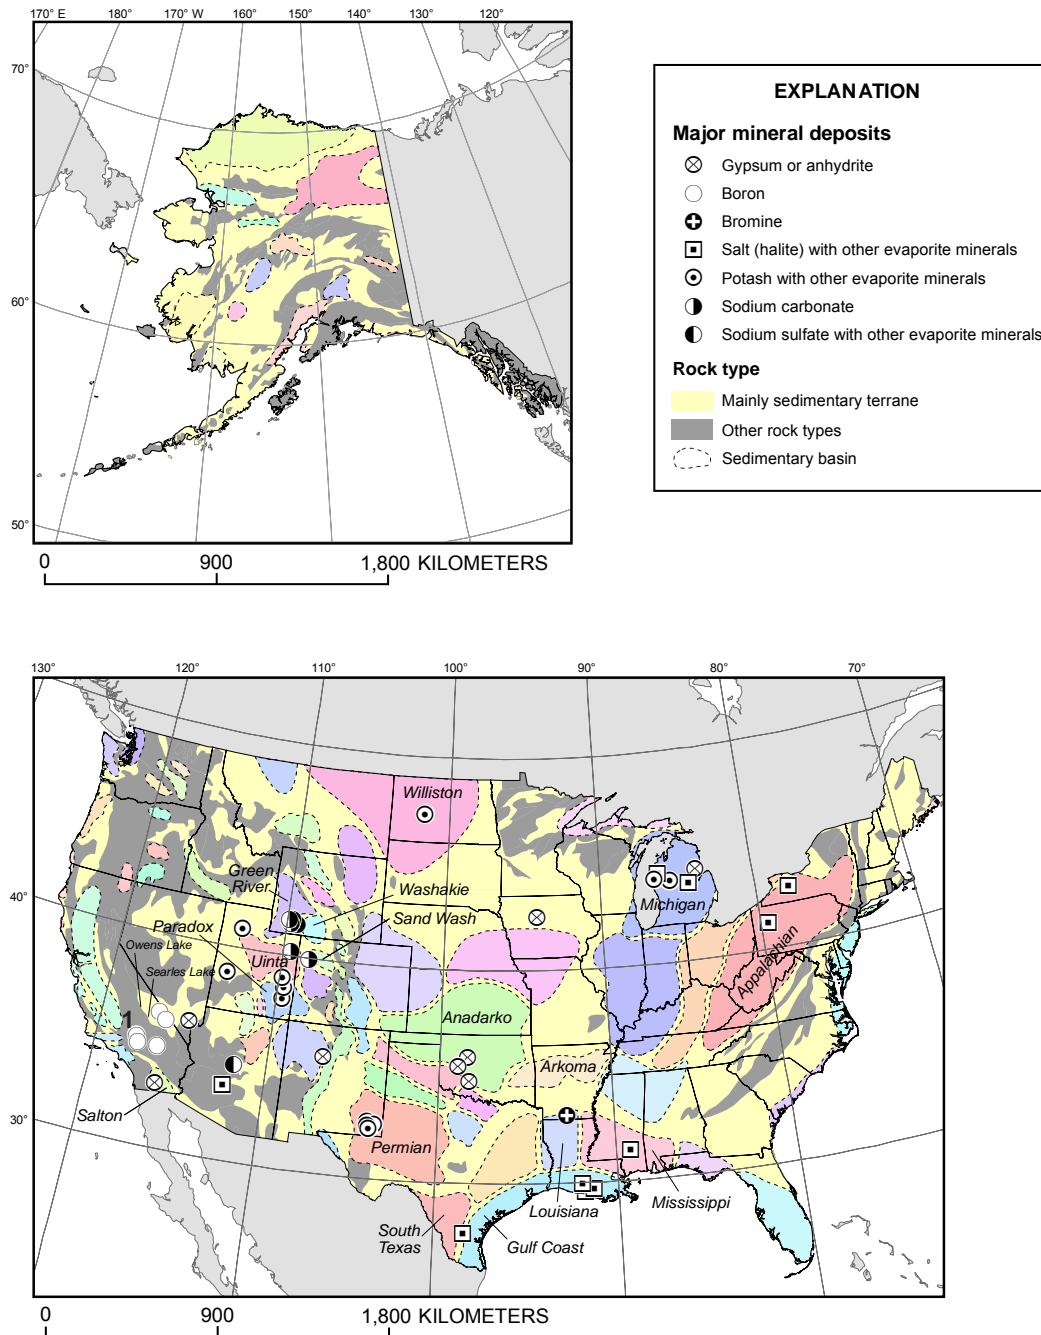 170° E 180° 170° W 160° 150° 140° 130° 120°
70°
60°
50°
0 900 1,800 KILOMETERS
EXPLANATION
Major mineral deposits
Gypsum or anhydrite
Boron
Bromine
Salt (halite) with other evaporite minerals
Potash with other evaporite minerals
Sodium carbonate
Sodium sulfate with other evaporite minerals
Rock type
Mainly sedimentary terrane
Other rock types
Sedimentary basin
130° 120° 110° 100° 90° 80° 70°
40°
30°
Williston
Green
River
Washakie
Sand Wash
Michigan
Paradox
Owens Lake
Uinta
Searles Lake
Appalachian
1
Anadarko
Arkoma
Salton
Permian
Mississippi
Louisiana
South
Texas
Gulf Coast
0 900 1,800 KILOMETERS